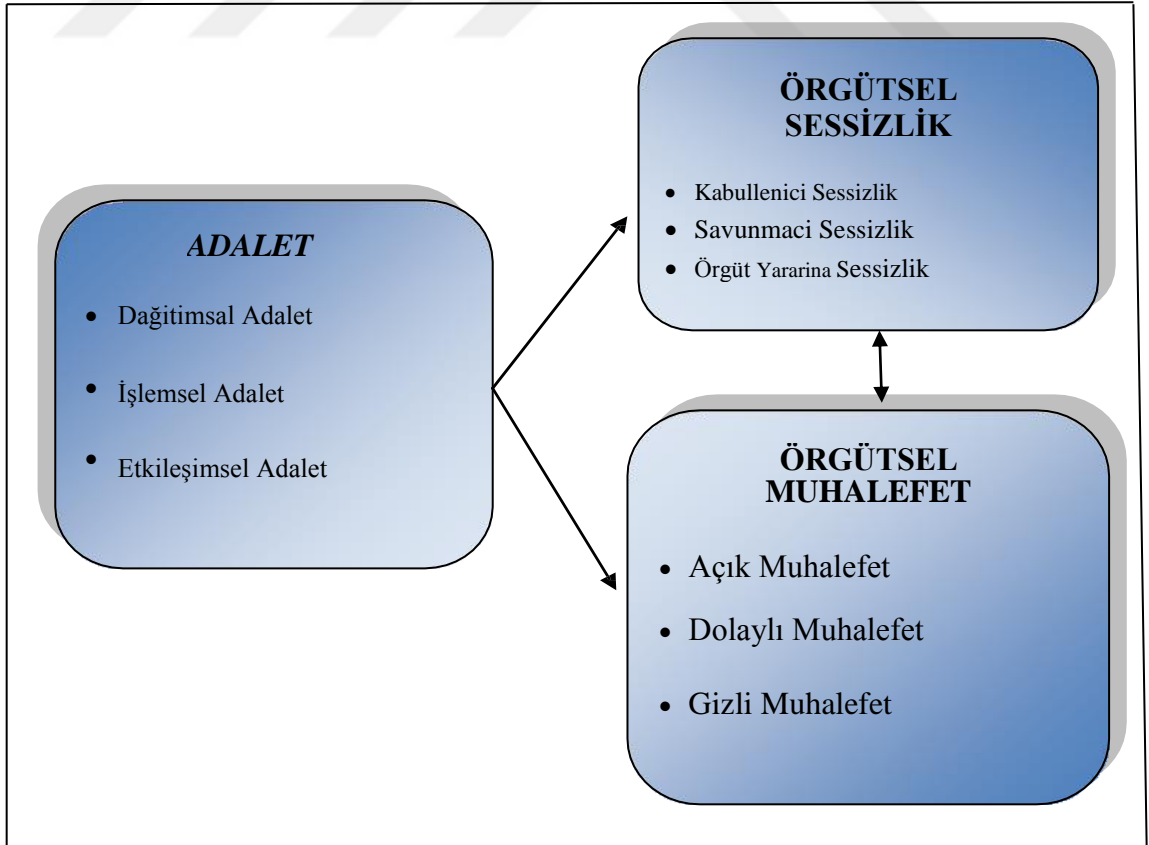 ADALET
• Dağitimsal Adalet
• İşlemsel Adalet
• Etkileşimsel Adalet
ÖRGÜTSEL
SESSİZLİK
• Kabullenici Sessizlik
• Savunmaci Sessizlik
• Örgüt Yararina Sessizlik
ÖRGÜTSEL
MUHALEFET
• Açık Muhalefet
• Dolaylı Muhalefet
• Gizli Muhalefet